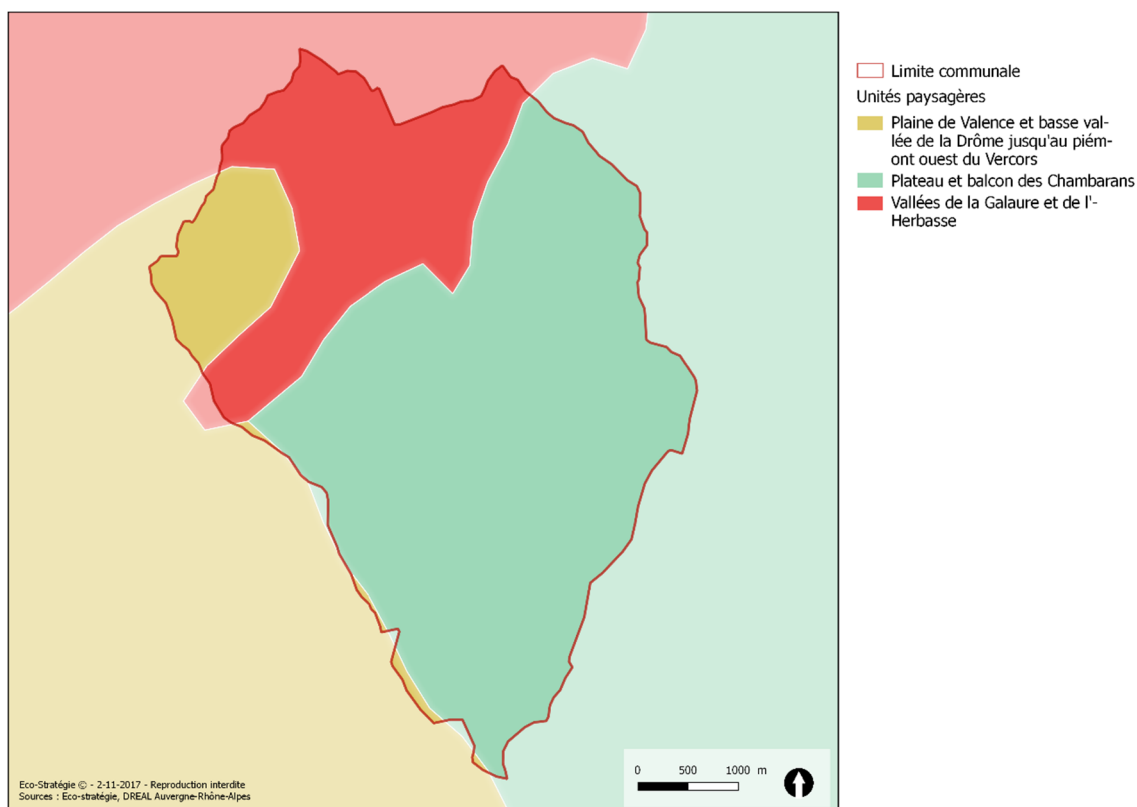 Limite communale
Unités paysagères
Plaine de Valence et basse val-
lée de la Drôme jusqu'au piém-
ont ouest du Vercors
Plateau et balcon des Chambarans
Vallées de la Galaure et de l'-
Herbasse
0 500 1000 m
Eco-Stratégie © - 2-11-2017 - Reproduction interdite
Sources : Eco-stratégie, DREAL Auvergne-Rhône-Alpes